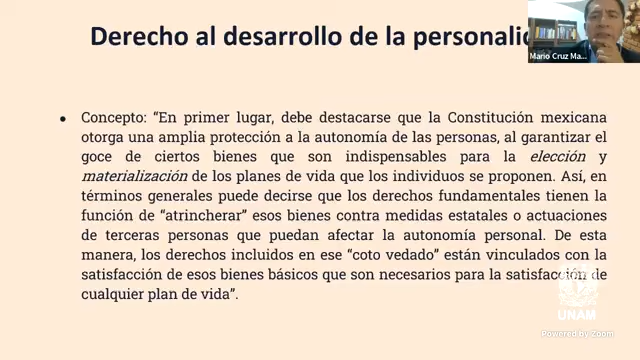 Derecho al desarrollo de la
Mario Cruz Ma...
• Concepto: “En primer lugar, debe destacarse que la Constitución mexicana
otorga una amplia protección a la autonomía de las personas, al garantizar el
goce de ciertos bienes que son indispensables para la elección y
materialización de los planes de vida que los individuos se proponen. Así, en
términos generales puede decirse que los derechos fundamentales tienen la
función de “atrincherar” esos bienes contra medidas estatales o actuaciones
de terceras personas que puedan afectar la autonomía personal. De esta
manera, los derechos incluidos en ese “coto vedado” están vinculados con la
satisfacción de esos bienes básicos que son necesarios para la satisfacción de
cualquier plan de vida”.
UNAM
Powered by Zoom